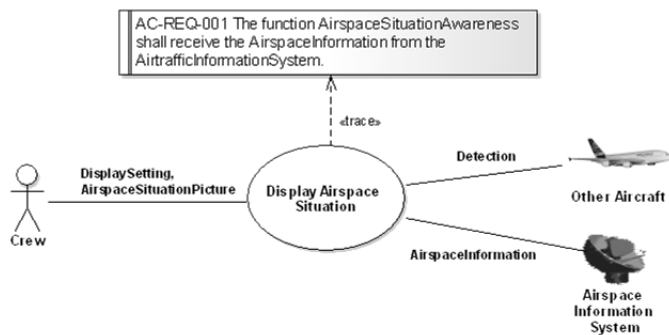 AC-REQ-001 The function AirspaceSituationAwareness
shall receive the AirspaceInformation from the
AirtrafficInformationSystem.
«trace»
DisplaySetting,
AirspaceSituationPicture
Crew
Display Airspace
Situation
Detection
Other Aircraft
AirspaceInformation
Airspace
Information
System